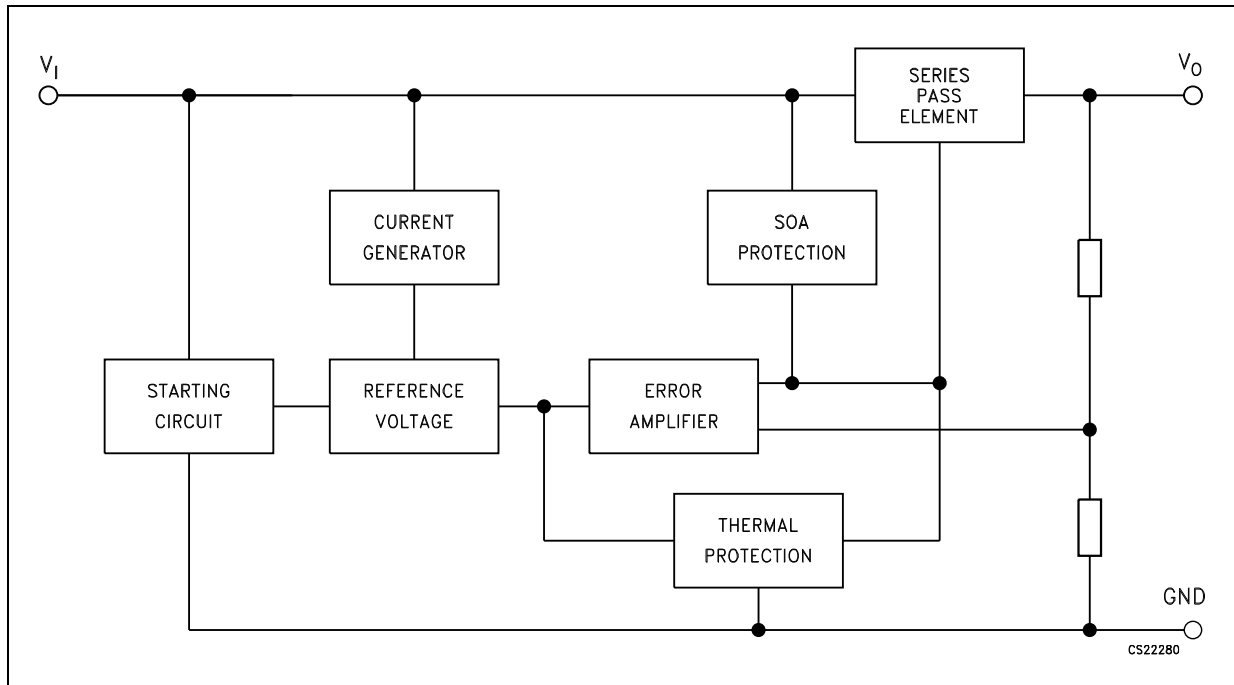 V_I
SERIES
PASS
ELEMENT
V_O
CURRENT
GENERATOR
SOA
PROTECTION
STARTING
CIRCUIT
REFERENCE
VOLTAGE
ERROR
AMPLIFIER
THERMAL
PROTECTION
GND
CS22280